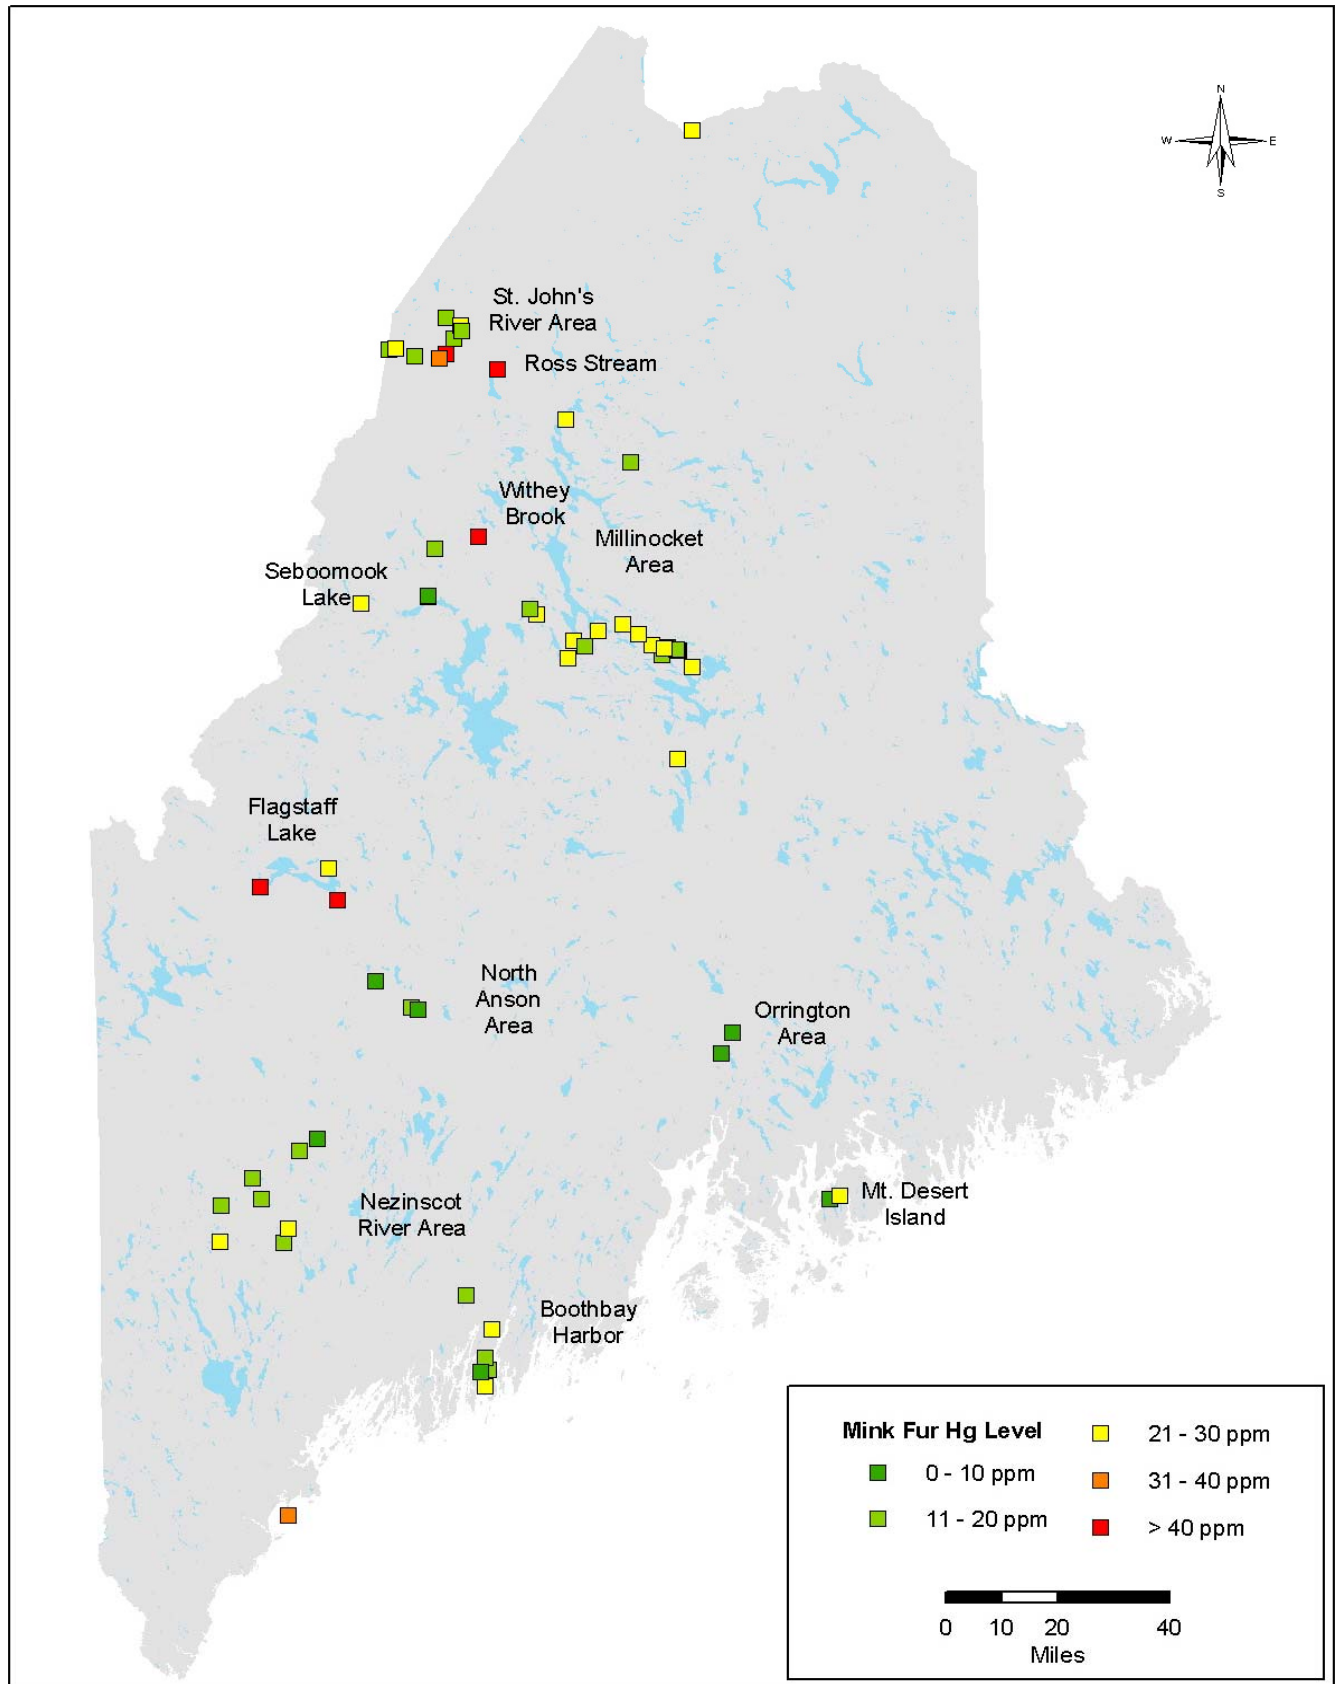 N
W
E
S
St. John's
River Area
Ross Stream
Withey
Brook
Millinocket
Area
Seboomook
Lake
Flagstaff
Lake
North
Anson
Area
Orrington
Area
Mt. Desert
Island
Nezinscot
River Area
Boothbay
Harbor
Mink Fur Hg Level
0 - 10 ppm
11 - 20 ppm
21 - 30 ppm
31 - 40 ppm
> 40 ppm
0 10 20 40
Miles